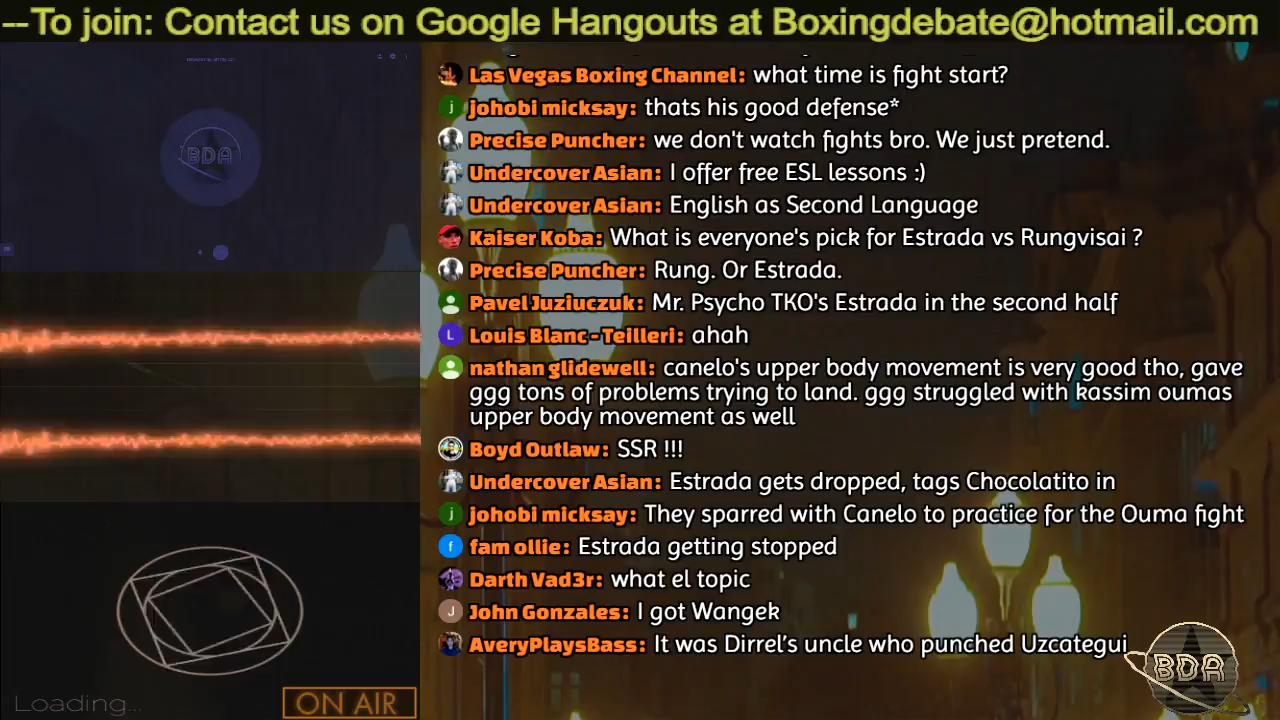 --To join: Contact us on Google Hangouts at Boxingdebate@hotmail.com
Las Vegas Boxing Channel: what time is fight start?
johobi micksay: thats his good defense*
Precise Puncher: we don't watch fights bro. We just pretend.
Undercover Asian: I offer free ESL lessons :)
Undercover Asian: English as Second Language
Kaiser Koba: What is everyone's pick for Estrada vs Rungvisai ?
Precise Puncher: Rung. Or Estrada.
Pavel Juziuczuk: Mr. Psycho TKO's Estrada in the second half
Louis Blanc - Teilleri: ahah
nathan glidewell: canelo's upper body movement is very good tho, gave
ggg tons of problems trying to land. ggg struggled with kassim oumas
upper body movement as well
Boyd Outlaw: SSR !!!
Undercover Asian: Estrada gets dropped, tags Chocolatito in
johobi micksay: They sparred with Canelo to practice for the Ouma fight
fam ollie: Estrada getting stopped
Darth Vad3r: what el topic
John Gonzales: I got Wangek
AveryPlaysBass: It was Dirrel’s uncle who punched Uzcategui
BDA
BDA
Loading...
ON AIR